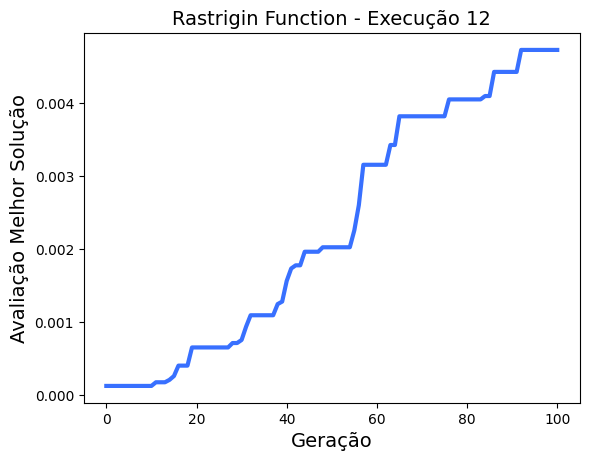 Rastrigin Function - Execução 12
Avaliação Melhor Solução
0.004
0.003
0.002
0.001
0.000
0 20 40 60 80 100
Geração